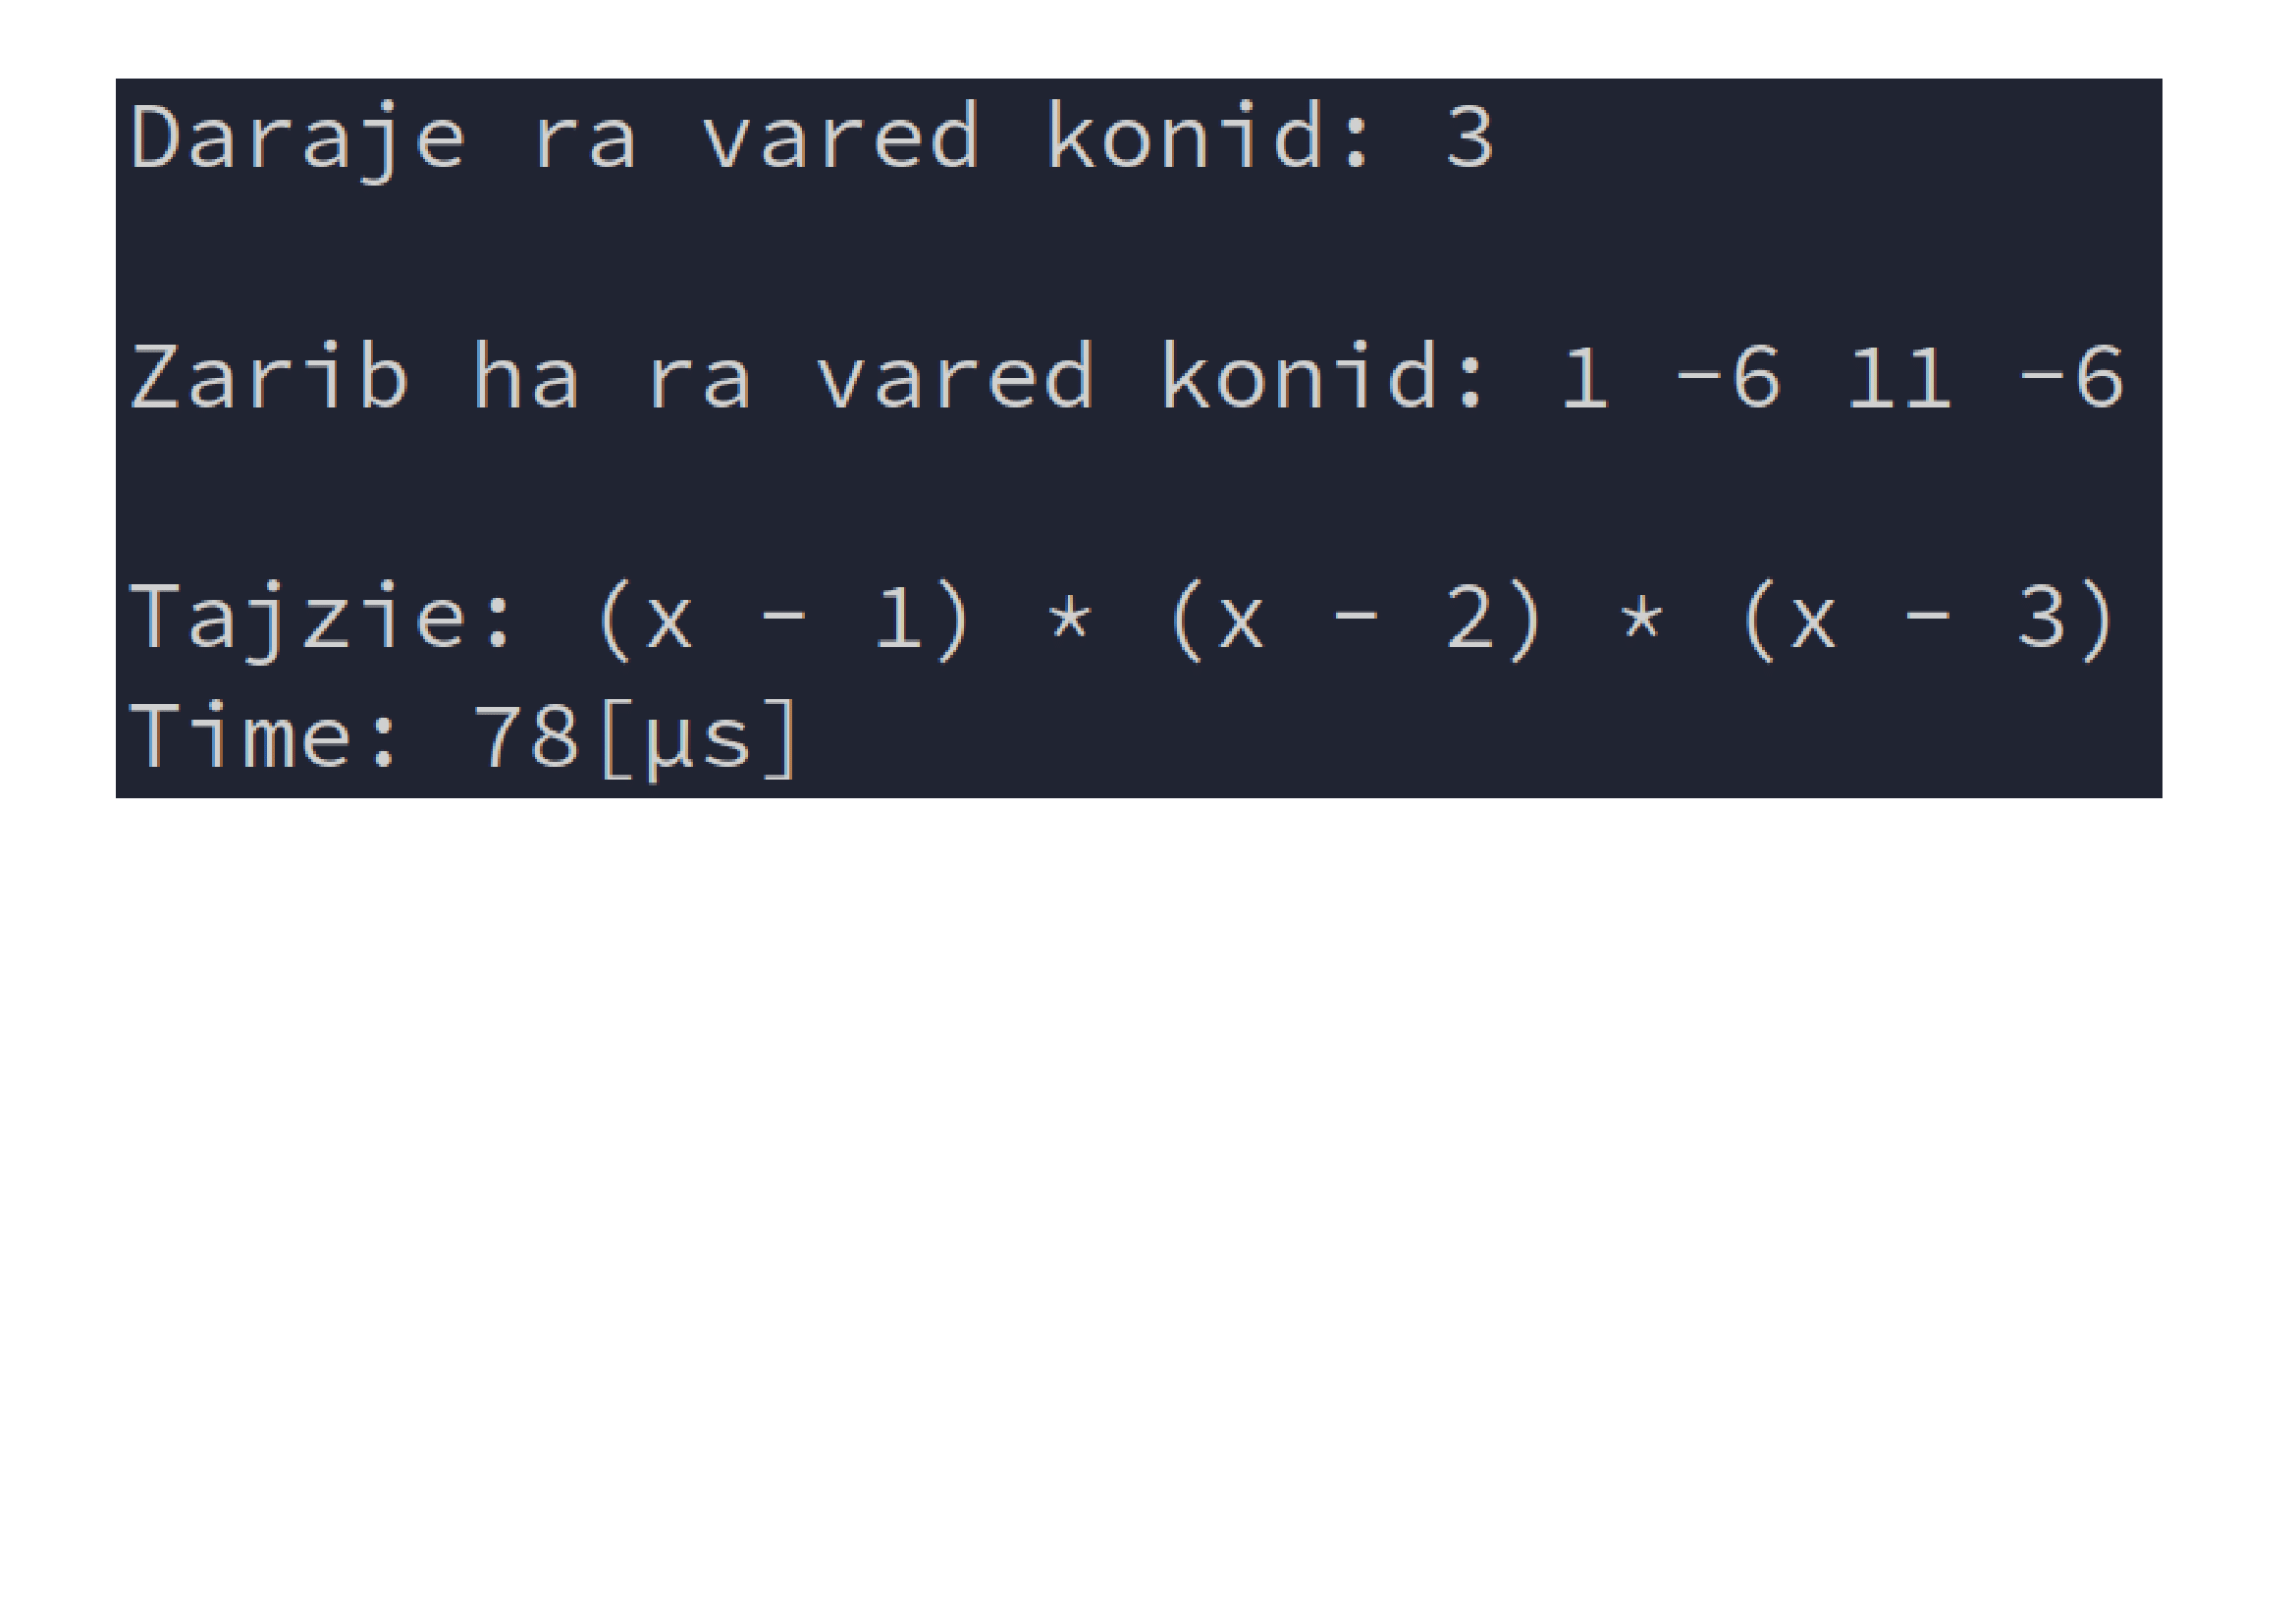 Daraje ra vared konid: 3
Zarib ha ra vared konid: 1 -6 11 -6
Tajzie: (x - 1) * (x - 2) * (x - 3)
Time: 78[µs]